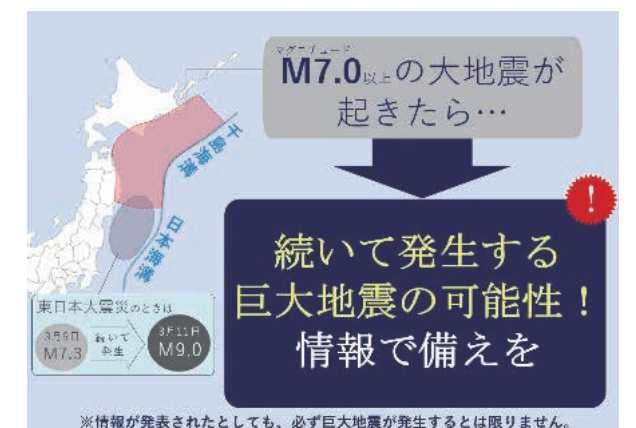 マグニチュード
M7.0以上の大地震が
起きたら…
千島海溝
日本海溝
!
続いて発生する
巨大地震の可能性！
情報で備えを
東日本大震災のときは
3月9日
M7.3
続いて
発生
3月11日
M9.0
※情報が発表されたとしても、必ず巨大地震が発生するとは限りません。